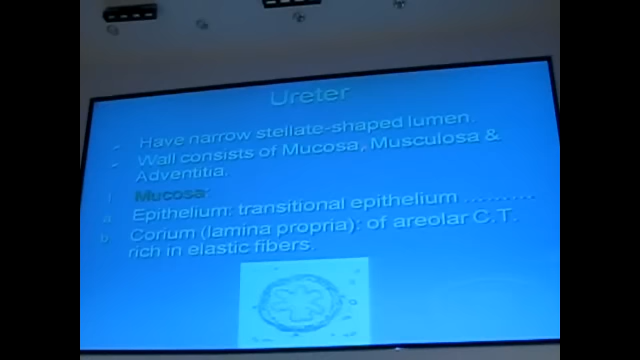 Ureter
Have narrow stellate-shaped lumen.
Wall consists of Mucosa, Musculosa &
Adventitia.
Mucosa:
a Epithelium: transitional epithelium ..........
b Corium (lamina propria): of areolar C.T.
rich in elastic fibers.